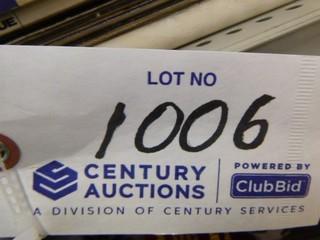 LOT NO
1006
CENTURY AUCTIONS
POWERED BY
ClubBid
A DIVISION OF CENTURY SERVICES